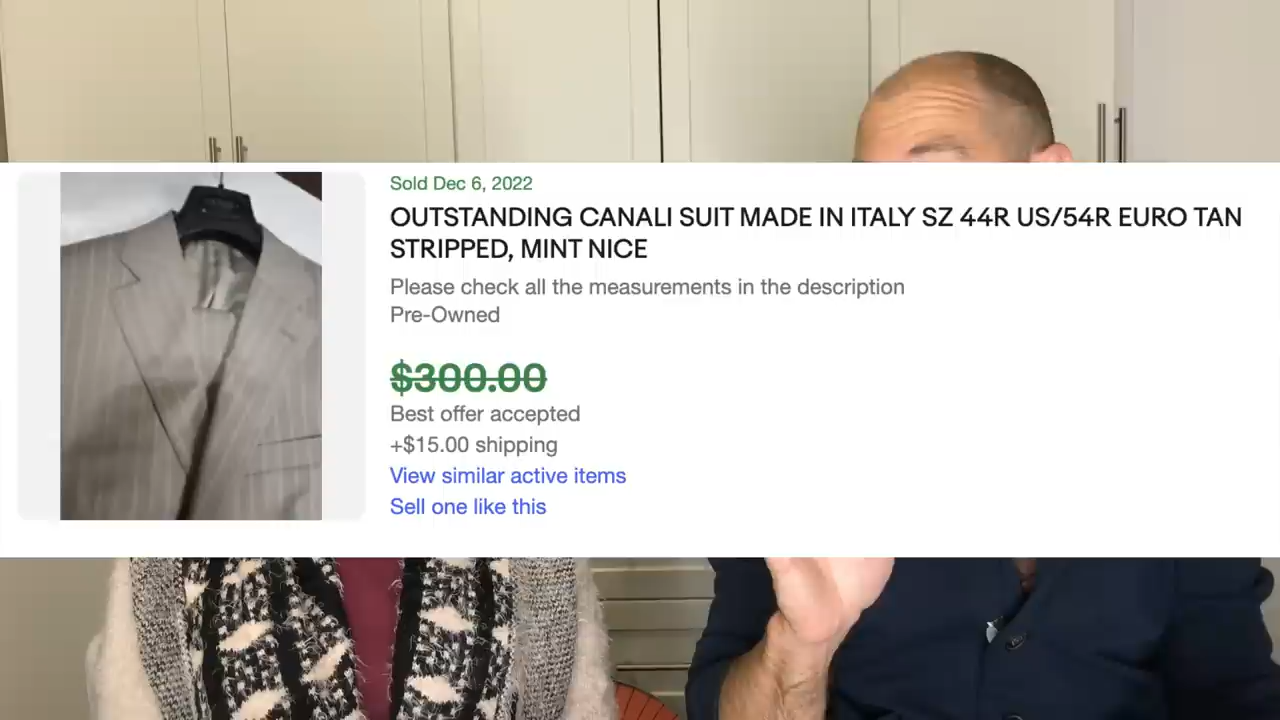 Sold Dec 6, 2022
OUTSTANDING CANALI SUIT MADE IN ITALY SZ 44R US/54R EURO TAN
STRIPPED, MINT NICE
Please check all the measurements in the description
Pre-Owned
$300.00
Best offer accepted
+$15.00 shipping
View similar active items
Sell one like this